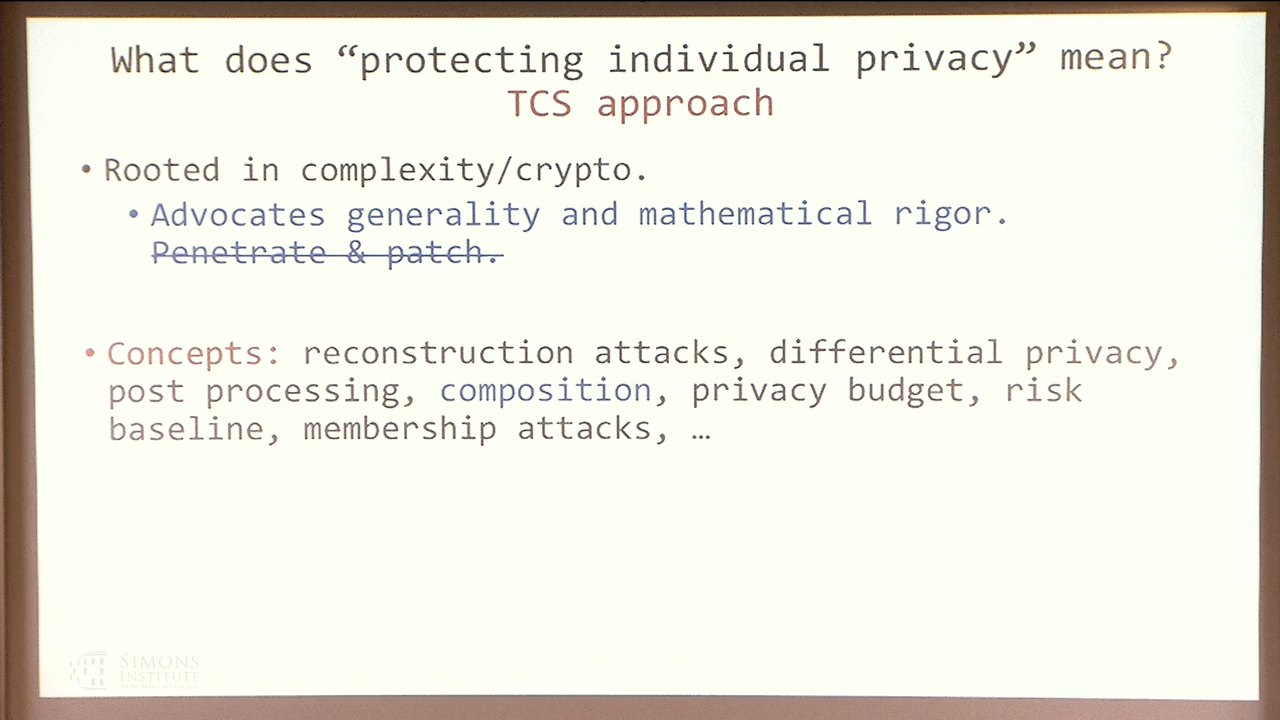 What does “protecting individual privacy” mean?
TCS approach
• Rooted in complexity/crypto.
• Advocates generality and mathematical rigor.
Penetrate & patch.
• Concepts: reconstruction attacks, differential privacy,
post processing, composition, privacy budget, risk
baseline, membership attacks, …
SIMONS
INSTITUTE